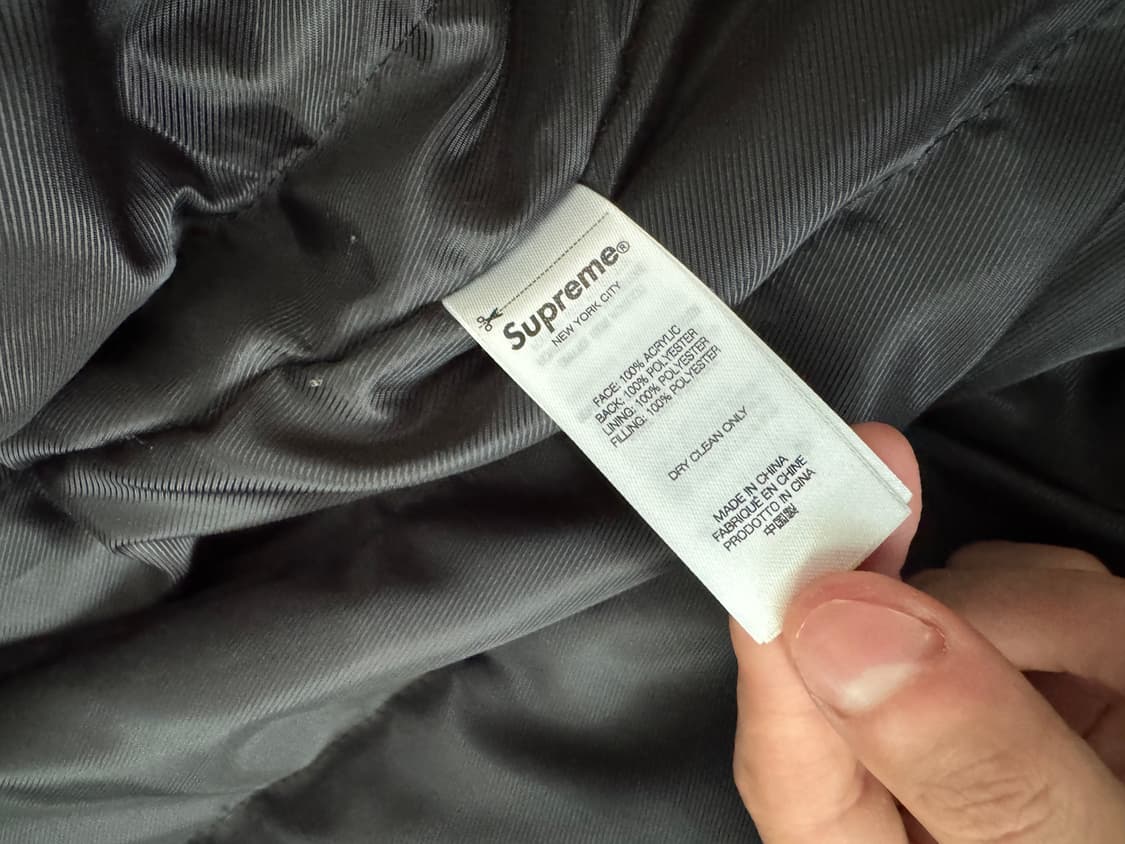 Supreme®
NEW YORK CITY
FACE: 100% ACRYLIC
BACK: 100% POLYESTER
LINING: 100% POLYESTER
FILLING: 100% POLYESTER
DRY CLEAN ONLY
MADE IN CHINA
FABRIQUÉ EN CHINE
PRODOTTO IN CINA
中国製